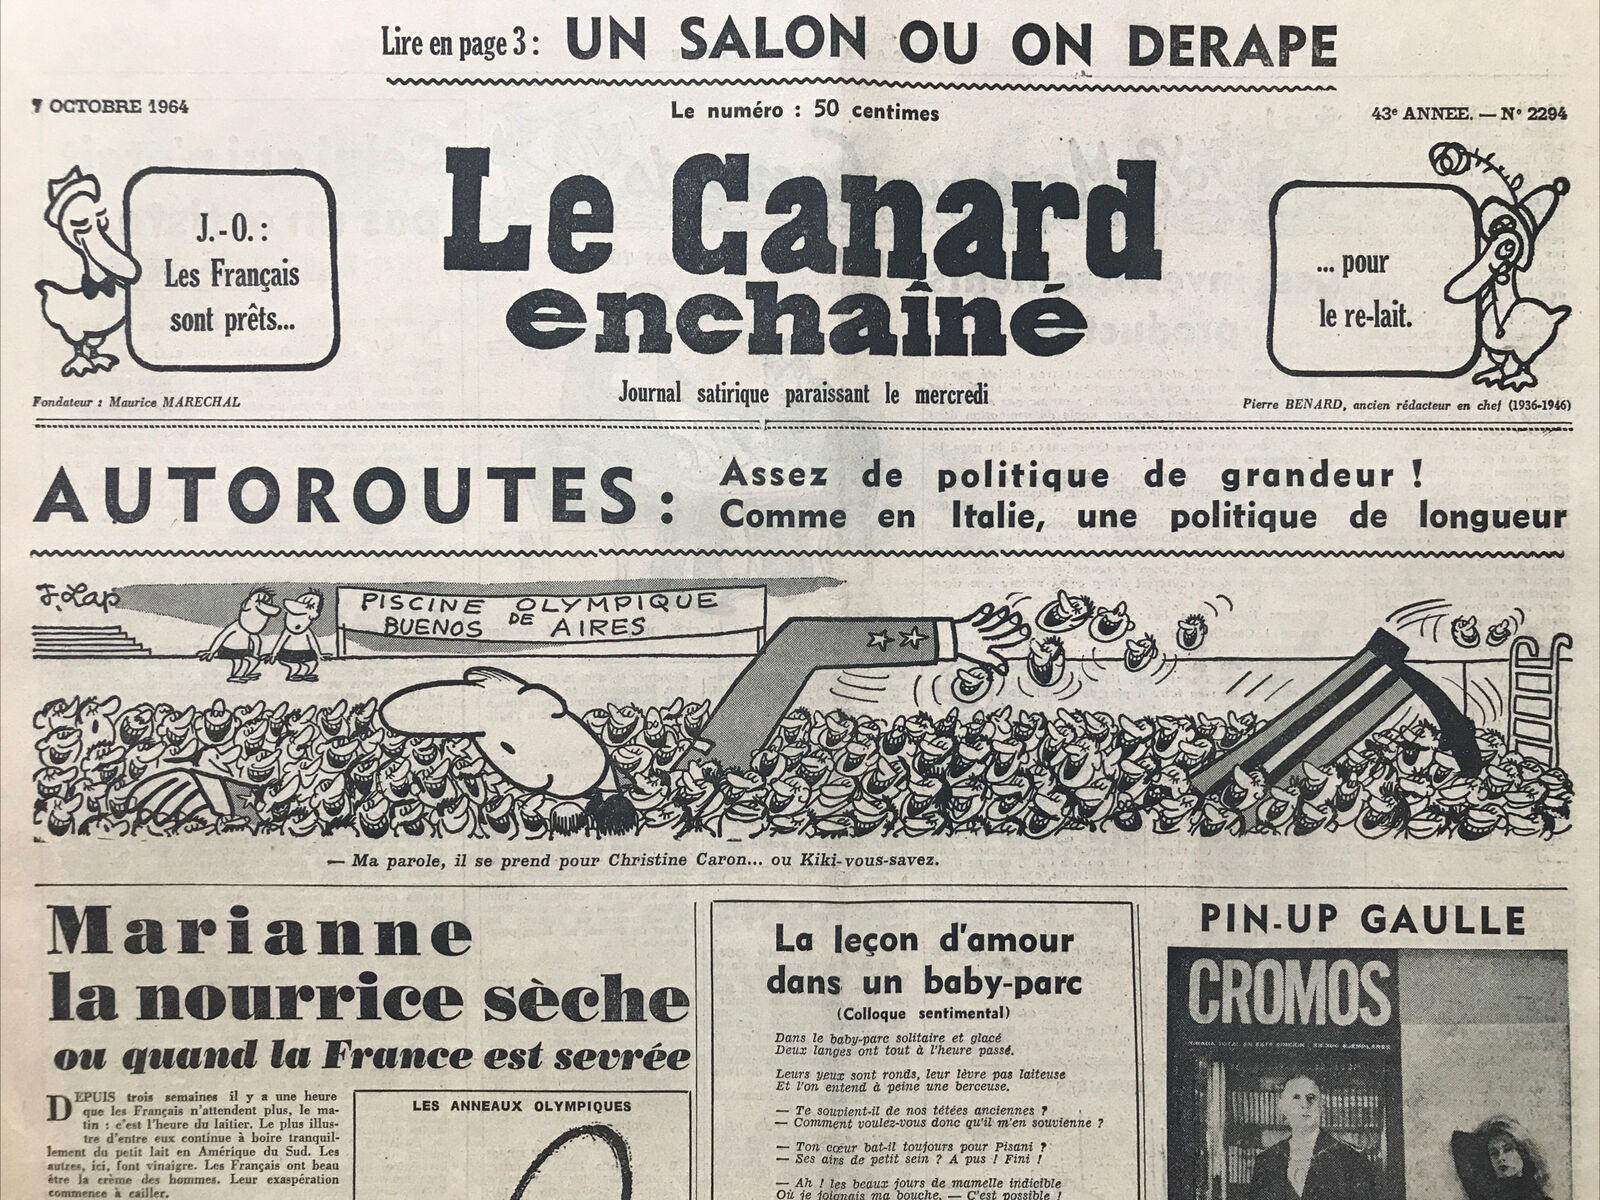 Lire en page 3 : UN SALON OU ON DERAPE
7 OCTOBRE 1964
Le numéro : 50 centimes
43e ANNEE. — N° 2294
J.-O. :
Les Français
sont prêts...
Le Canard
enchaîné
... pour
le re-lait.
Journal satirique paraissant le mercredi
Fondateur : Maurice MARECHAL
Pierre BENARD, ancien rédacteur en chef (1936-1946)
AUTOROUTES :
Assez de politique de grandeur !
Comme en Italie, une politique de longueur
J. Lap
PISCINE OLYMPIQUE
DE
BUENOS AIRES
— Ma parole, il se prend pour Christine Caron... ou Kiki-vous-savez.
Marianne
la nourrice sèche
ou quand la France est sevrée
DEPUIS trois semaines il y a une heure
que les Français n'attendent plus, le ma-
tin : c'est l'heure du laitier. Le plus illus-
tre d'entre eux continue à boire tranquil-
lement du petit lait en Amérique du Sud. Les
autres, ici, font vinaigre. Les Français ont beau
être la crème des hommes. Leur exaspération
commence à cailler.
LES ANNEAUX OLYMPIQUES
La leçon d'amour
dans un baby-parc
(Colloque sentimental)
Dans le baby-parc solitaire et glacé
Deux langes ont tout à l'heure passé.
Leurs yeux sont ronds, leur lèvre pas laiteuse
Et l'on entend à peine une berceuse.
— Te souvient-il de nos tétées anciennes ?
— Comment voulez-vous donc qu'il m'en souvienne ?
— Ton cœur bat-il toujours pour Pisani ?
— Ses airs de petit sein ? A pus ! Fini !
— Ah ! les beaux jours de mamelle indicible
Où je joignais ma bouche. — C'est possible !
PIN-UP GAULLE
CROMOS